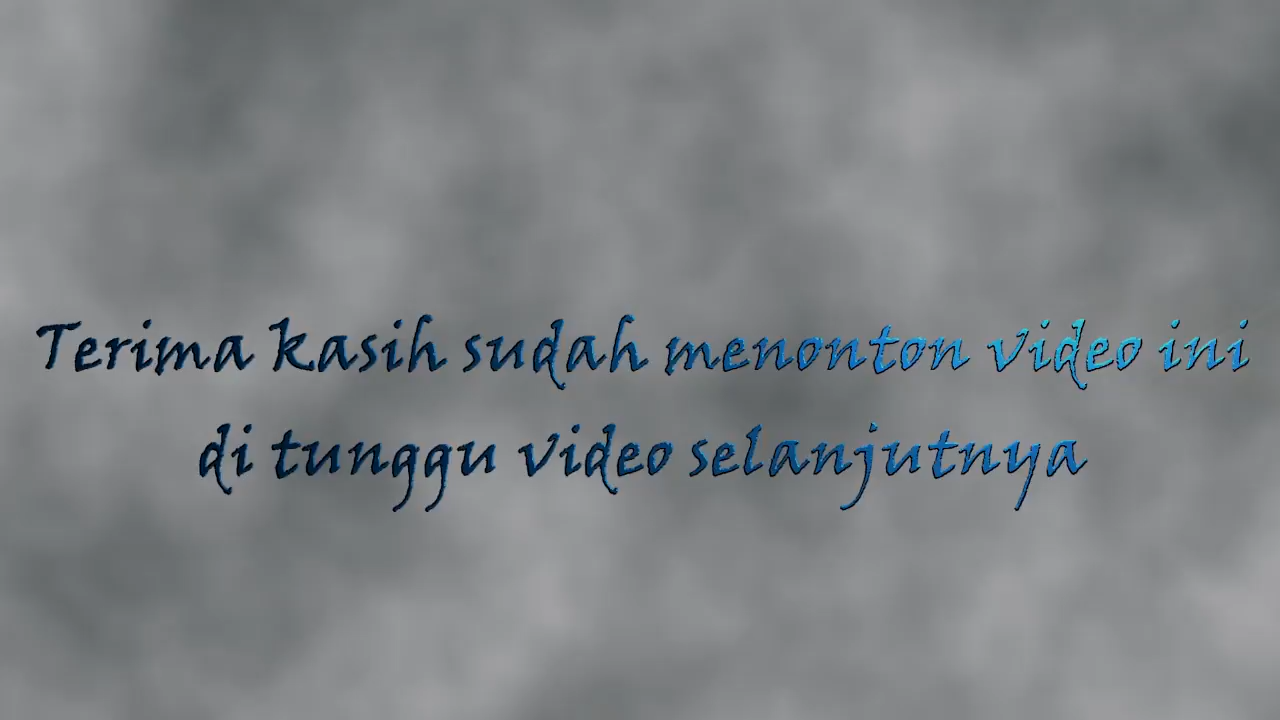 Terima kasih sudah menonton video ini
di tunggu video selanjutnya